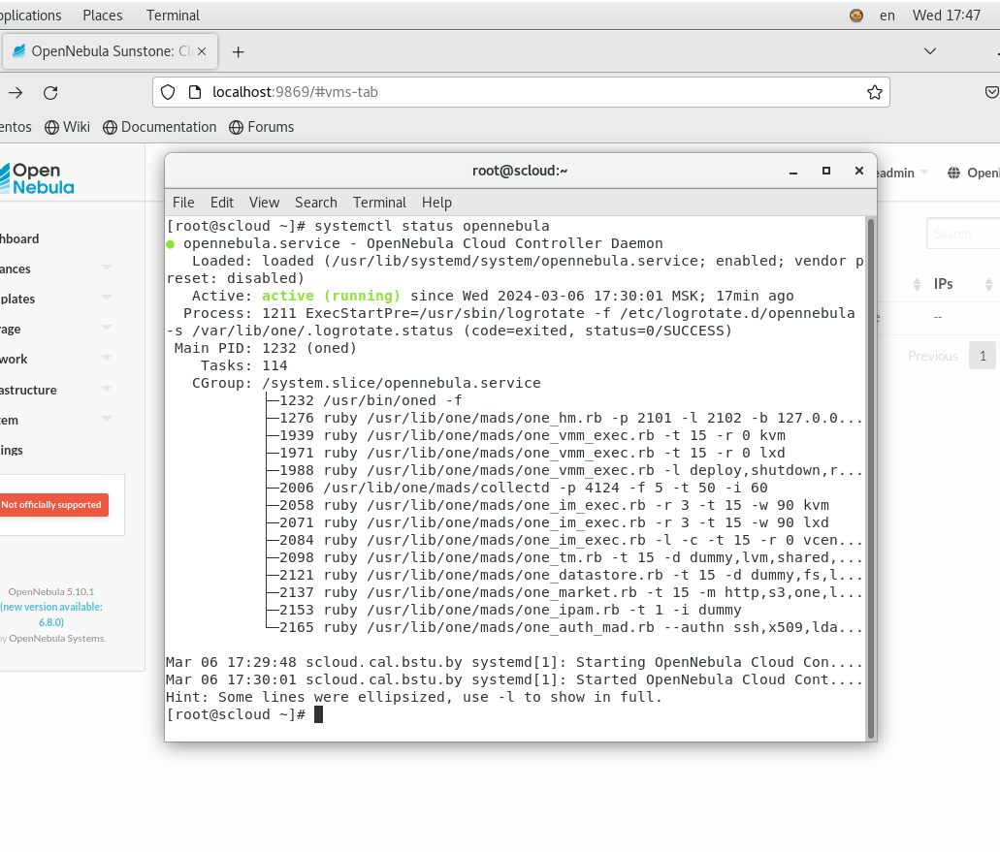 plications Places Terminal en Wed 17:47
OpenNebula Sunstone: Clo
localhost:9869/#vms-tab
entos Wiki Documentation Forums
Open
Nebula
eadmin OpenN
hboard
ances
plates
rage
work
astructure
tem
ings
Not officially supported
OpenNebula 5.10.1
(new version available:
6.8.0)
by OpenNebula Systems.
root@scloud:~
File Edit View Search Terminal Help
[root@scloud ~]# systemctl status opennebula
● opennebula.service - OpenNebula Cloud Controller Daemon
   Loaded: loaded (/usr/lib/systemd/system/opennebula.service; enabled; vendor p
reset: disabled)
   Active: active (running) since Wed 2024-03-06 17:30:01 MSK; 17min ago
  Process: 1211 ExecStartPre=/usr/sbin/logrotate -f /etc/logrotate.d/opennebula
-s /var/lib/one/.logrotate.status (code=exited, status=0/SUCCESS)
 Main PID: 1232 (oned)
    Tasks: 114
   CGroup: /system.slice/opennebula.service
           ├─1232 /usr/bin/oned -f
           ├─1276 ruby /usr/lib/one/mads/one_hm.rb -p 2101 -l 2102 -b 127.0.0...
           ├─1939 ruby /usr/lib/one/mads/one_vmm_exec.rb -t 15 -r 0 kvm
           ├─1971 ruby /usr/lib/one/mads/one_vmm_exec.rb -t 15 -r 0 lxd
           ├─1988 ruby /usr/lib/one/mads/one_vmm_exec.rb -l deploy,shutdown,r...
           ├─2006 /usr/lib/one/mads/collectd -p 4124 -f 5 -t 50 -i 60
           ├─2058 ruby /usr/lib/one/mads/one_im_exec.rb -r 3 -t 15 -w 90 kvm
           ├─2071 ruby /usr/lib/one/mads/one_im_exec.rb -r 3 -t 15 -w 90 lxd
           ├─2084 ruby /usr/lib/one/mads/one_im_exec.rb -l -c -t 15 -r 0 vcen...
           ├─2098 ruby /usr/lib/one/mads/one_tm.rb -t 15 -d dummy,lvm,shared,...
           ├─2121 ruby /usr/lib/one/mads/one_datastore.rb -t 15 -d dummy,fs,l...
           ├─2137 ruby /usr/lib/one/mads/one_market.rb -t 15 -m http,s3,one,l...
           ├─2153 ruby /usr/lib/one/mads/one_ipam.rb -t 1 -i dummy
           └─2165 ruby /usr/lib/one/mads/one_auth_mad.rb --authn ssh,x509,lda...
Mar 06 17:29:48 scloud.cal.bstu.by systemd[1]: Starting OpenNebula Cloud Con....
Mar 06 17:30:01 scloud.cal.bstu.by systemd[1]: Started OpenNebula Cloud Cont....
Hint: Some lines were ellipsized, use -l to show in full.
[root@scloud ~]#
Search
IPs
e --
Previous 1